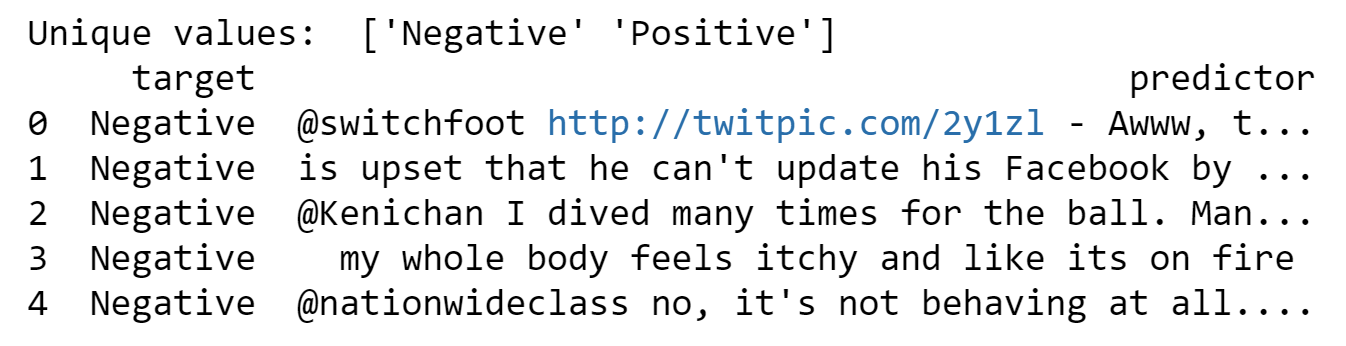 Unique values:  ['Negative' 'Positive']
target predictor
0 Negative @switchfoot http://twitpic.com/2y1zl - Awww, t...
1 Negative is upset that he can't update his Facebook by ...
2 Negative @Kenichan I dived many times for the ball. Man...
3 Negative my whole body feels itchy and like its on fire
4 Negative @nationwideclass no, it's not behaving at all....